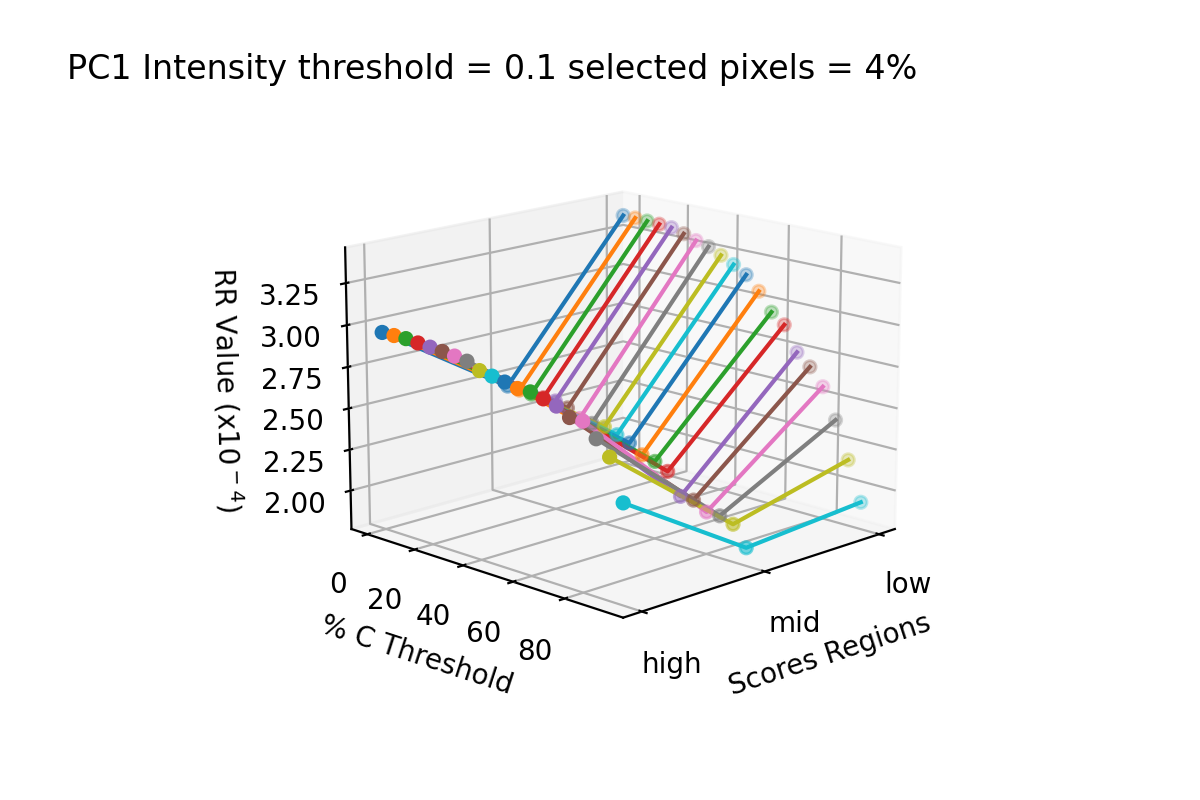 PC1 Intensity threshold = 0.1 selected pixels = 4%
RR Value (x10⁻⁴)
3.25
3.00
2.75
2.50
2.25
2.00
0
20
40
60
80
% C Threshold
high
mid
low
Scores Regions